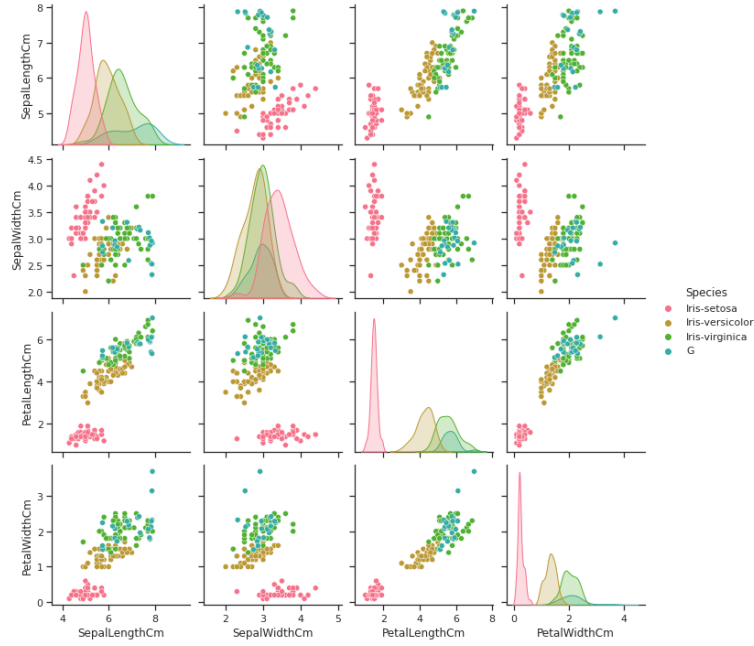 8
7
6
5
SepalLengthCm
4.5
4.0
3.5
3.0
2.5
2.0
SepalWidthCm
Species
Iris-setosa
Iris-versicolor
Iris-virginica
G
6
4
2
PetalLengthCm
3
2
1
0
PetalWidthCm
4 6 8
2 3 4 5
2 4 6 8
0 2 4
SepalLengthCm SepalWidthCm PetalLengthCm PetalWidthCm